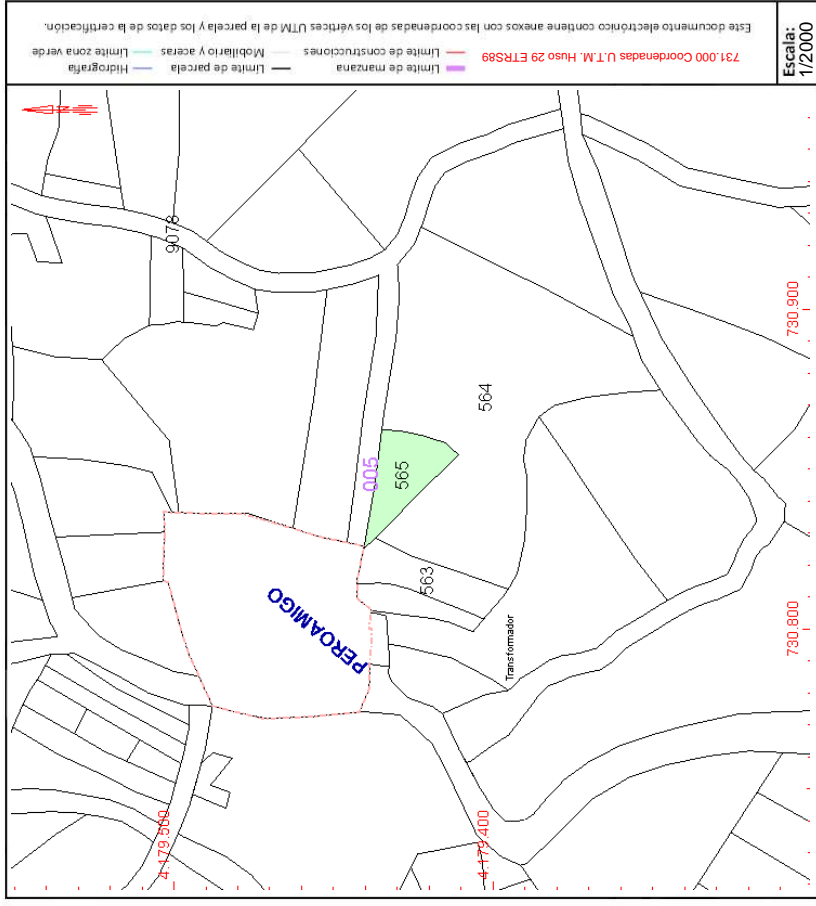 Este documento electrónico contiene anexos con las coordenadas de los vértices UTM de la parcela y los datos de la certificación.
731.000 Coordenadas U.T.M. Huso 29 ETRS89
Límite de manzana
Límite de parcela
Hidrografía
Límite de construcciones
Mobiliario y aceras
Límite zona verde
Escala:
1/2000
9078
730.900
564
005
565
563
PEROAMIGO
Transformador
730.800
4.179.500
4.179.400